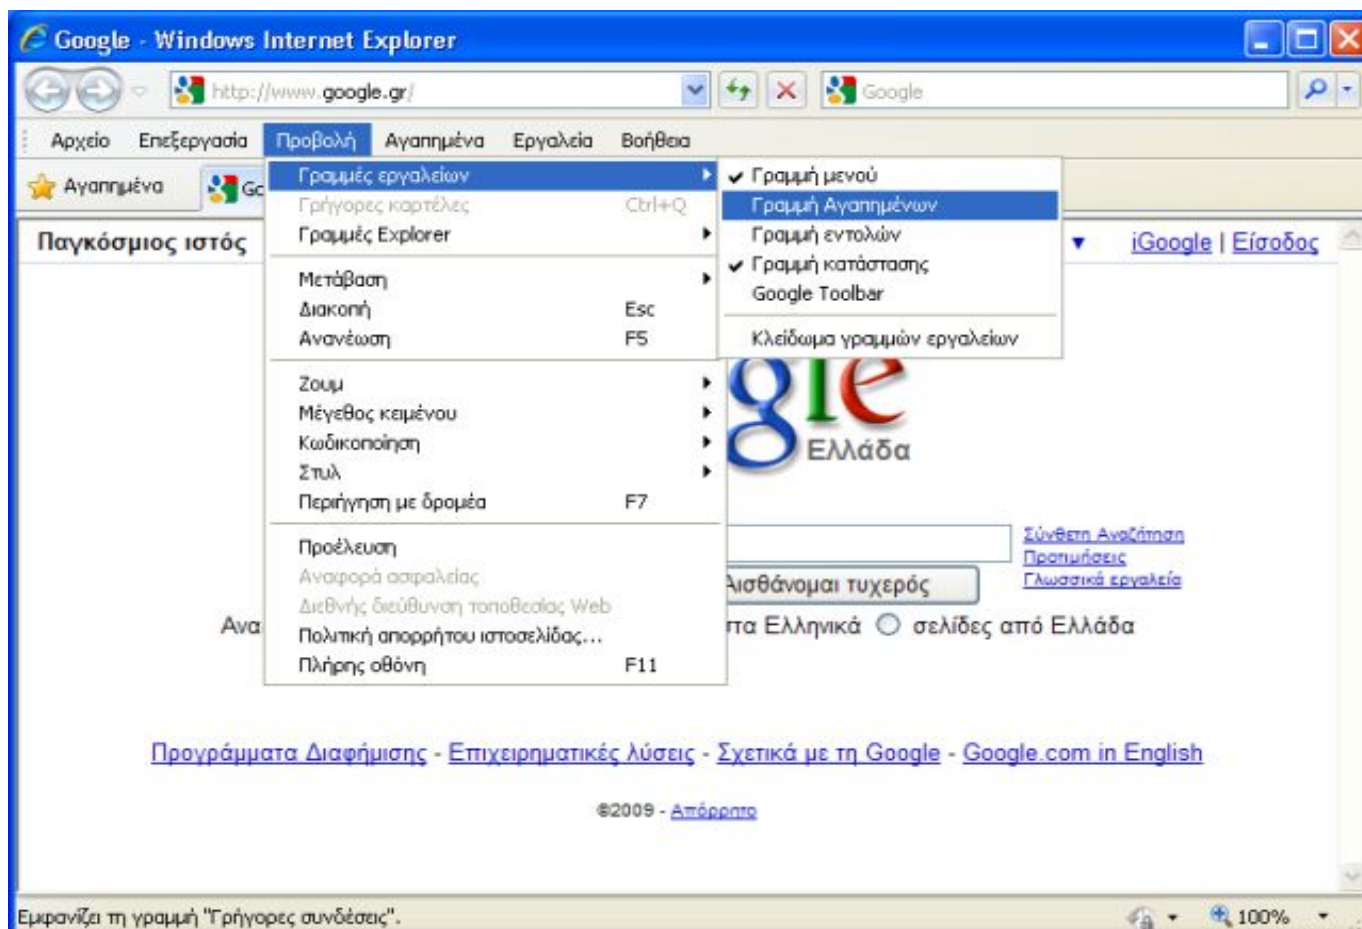 Google - Windows Internet Explorer
http://www.google.gr/ Google
Αρχείο Επεξεργασία Προβολή Αγαπημένα Εργαλεία Βοήθεια
Αγαπημένα Go
Γραμμές εργαλείων
Γρήγορες καρτέλες Ctrl+Q
Γραμμές Explorer
Μετάβαση
Διακοπή Esc
Ανανέωση F5
Ζουμ
Μέγεθος κειμένου
Κωδικοποίηση
Στυλ
Περιήγηση με δρομέα F7
Προέλευση
Αναφορά ασφαλείας
Διεθνής διεύθυνση τοποθεσίας Web
Πολιτική απορρήτου ιστοσελίδας...
Πλήρης οθόνη F11
Γραμμή μενού
Γραμμή Αγαπημένων
Γραμμή εντολών
Γραμμή κατάστασης
Google Toolbar
Κλείδωμα γραμμών εργαλείων
Παγκόσμιος ιστός iGoogle | Είσοδος
gle
Ελλάδα
Σύνθετη Αναζήτηση
Προτιμήσεις
Γλωσσικά εργαλεία
Αισθάνομαι τυχερός
Ανα στα Ελληνικά σελίδες από Ελλάδα
Προγράμματα Διαφήμισης - Επιχειρηματικές λύσεις - Σχετικά με τη Google - Google.com in English
©2009 - Απόρρητο
Εμφανίζει τη γραμμή "Γρήγορες συνδέσεις". 100%